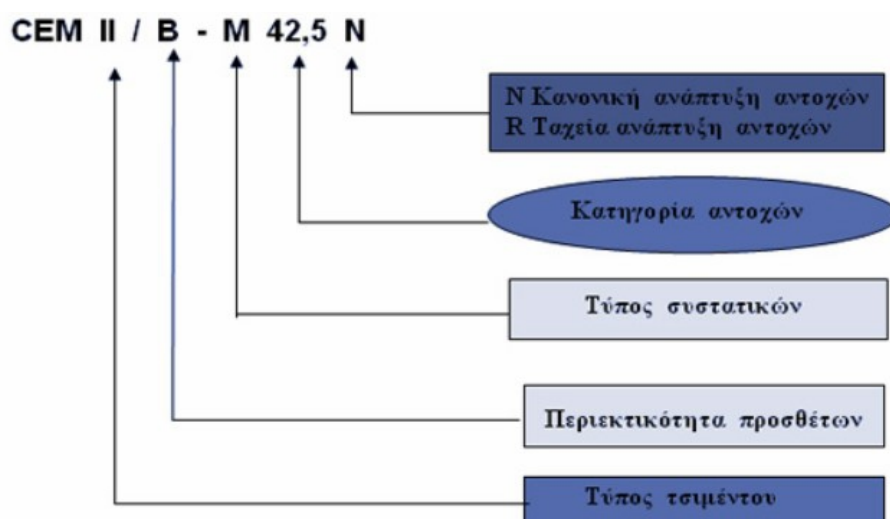 CEM II / B - M 42,5 N
N Κανονική ανάπτυξη αντοχών
R Ταχεία ανάπτυξη αντοχών
Κατηγορία αντοχών
Τύπος συστατικών
Περιεκτικότητα προσθέτων
Τύπος τσιμέντου